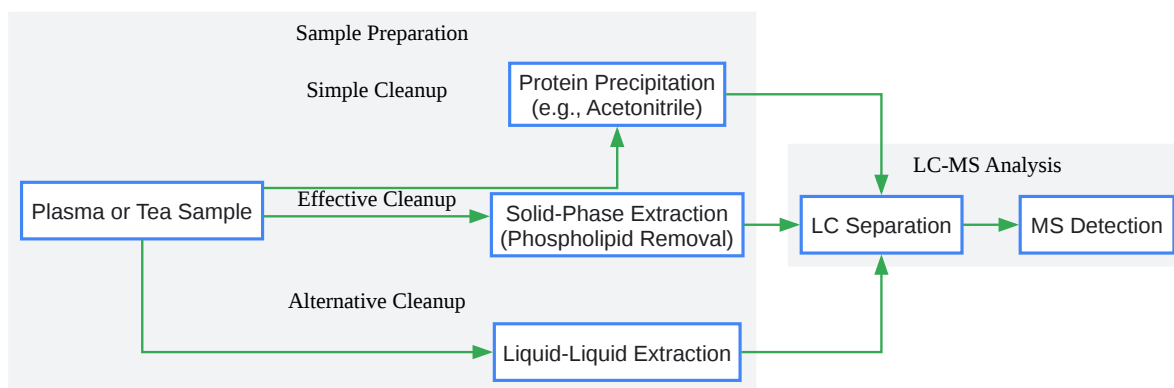 Sample Preparation
Simple Cleanup
Protein Precipitation
(e.g., Acetonitrile)
LC-MS Analysis
Plasma or Tea Sample
Effective Cleanup
Solid-Phase Extraction
(Phospholipid Removal)
LC Separation
MS Detection
Alternative Cleanup
Liquid-Liquid Extraction